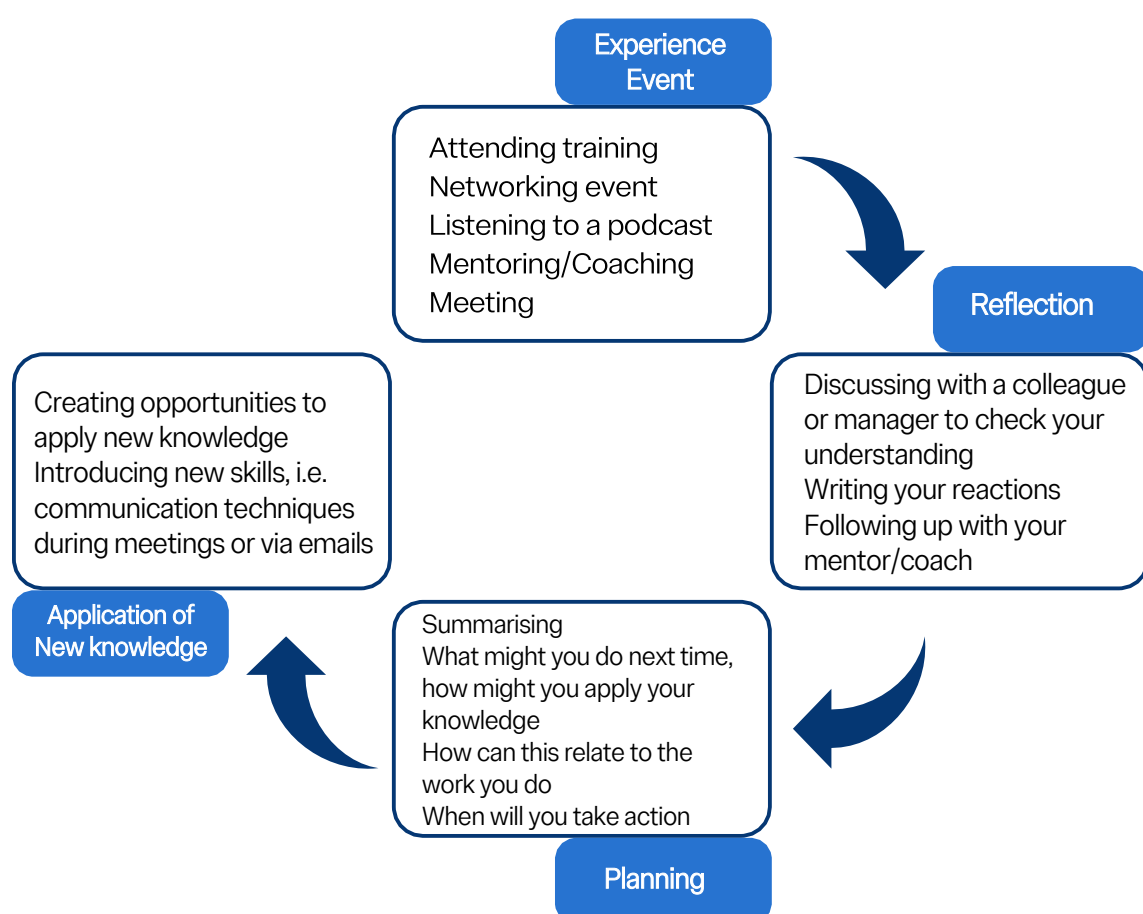 Experience
Event
Attending training
Networking event
Listening to a podcast
Mentoring/Coaching
Meeting
Reflection
Discussing with a colleague
or manager to check your
understanding
Writing your reactions
Following up with your
mentor/coach
Summarising
What might you do next time,
how might you apply your
knowledge
How can this relate to the
work you do
When will you take action
Planning
Creating opportunities to
apply new knowledge
Introducing new skills, i.e.
communication techniques
during meetings or via emails
Application of
New knowledge